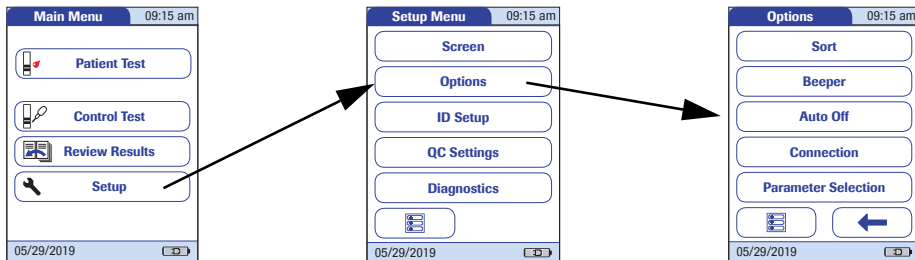 Main Menu 09:15 am
Patient Test
Control Test
Review Results
Setup
05/29/2019
Setup Menu 09:15 am
Screen
Options
ID Setup
QC Settings
Diagnostics
05/29/2019
Options 09:15 am
Sort
Beeper
Auto Off
Connection
Parameter Selection
05/29/2019